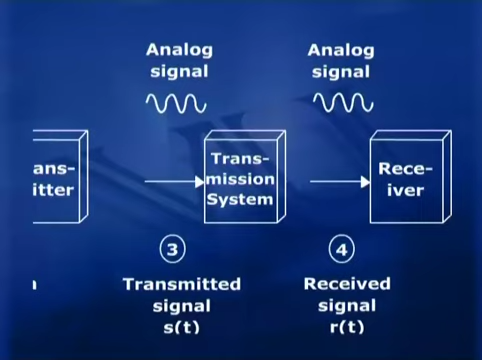 Analog
signal
Analog
signal
ans-
itter
Trans-
mission
System
Rece-
iver
3
4
Transmitted
signal
s(t)
Received
signal
r(t)